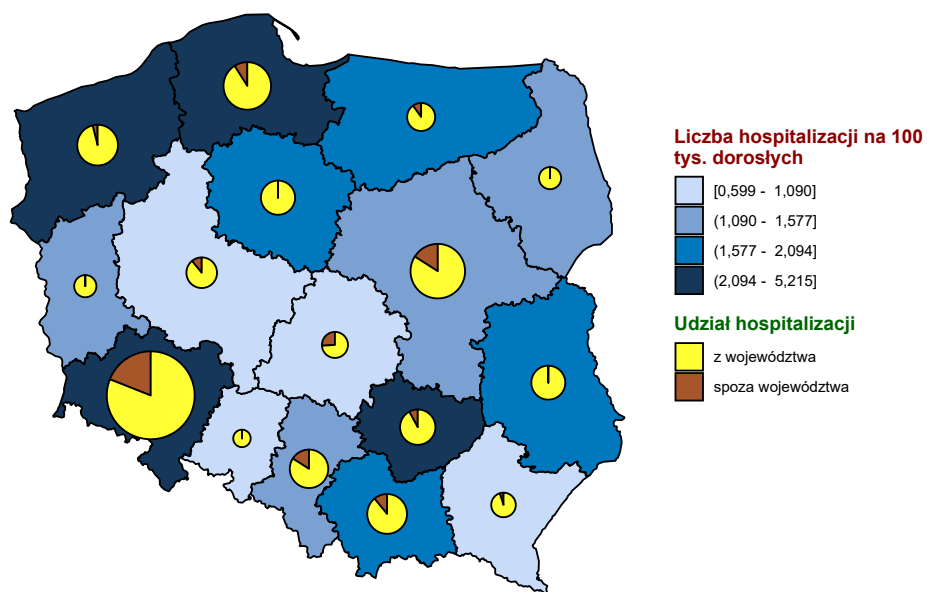 Liczba hospitalizacji na 100
tys. dorosłych
[0,599 - 1,090]
(1,090 - 1,577]
(1,577 - 2,094]
(2,094 - 5,215]
Udział hospitalizacji
z województwa
spoza województwa